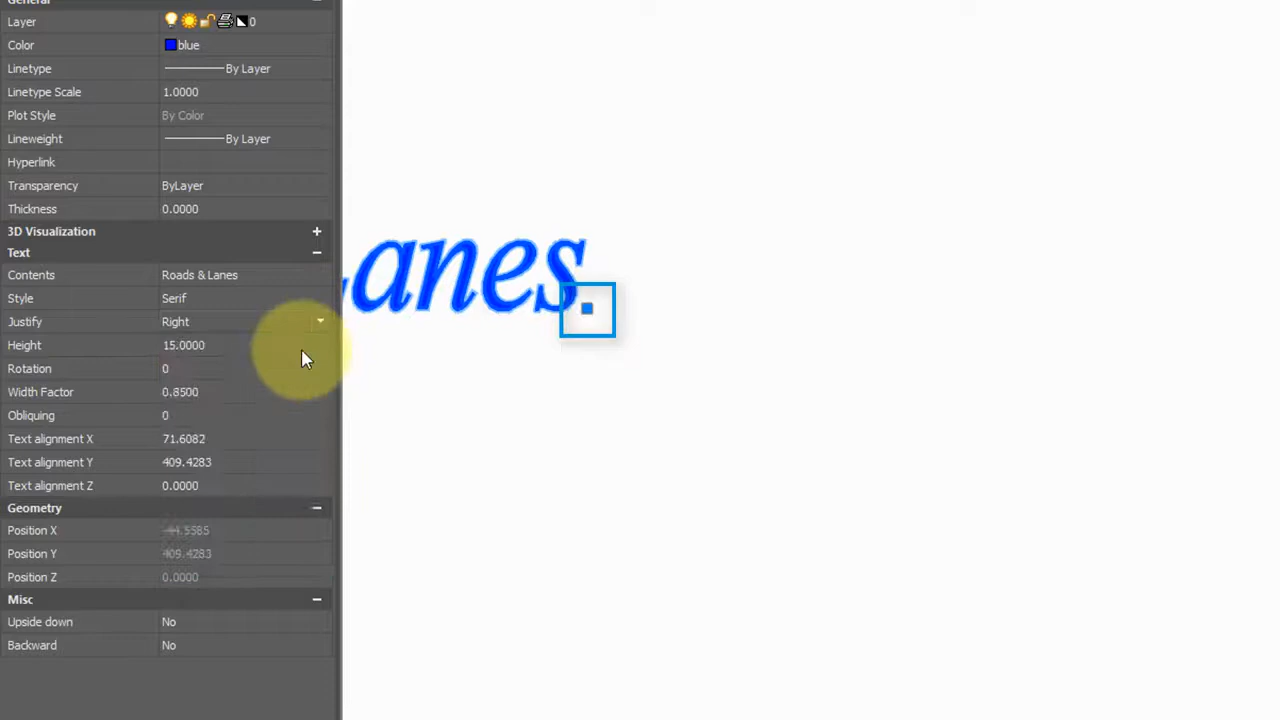 General
Layer 0
Color blue
Linetype By Layer
Linetype Scale 1.0000
Plot Style By Color
Lineweight By Layer
Hyperlink
Transparency ByLayer
Thickness 0.0000
3D Visualization +
Text −
Contents Roads & Lanes
Style Serif
Justify Right
Height 15.0000
Rotation 0
Width Factor 0.8500
Obliquing 0
Text alignment X 71.6082
Text alignment Y 409.4283
Text alignment Z 0.0000
Geometry −
Position X -44.5585
Position Y 409.4283
Position Z 0.0000
Misc −
Upside down No
Backward No
Lanes